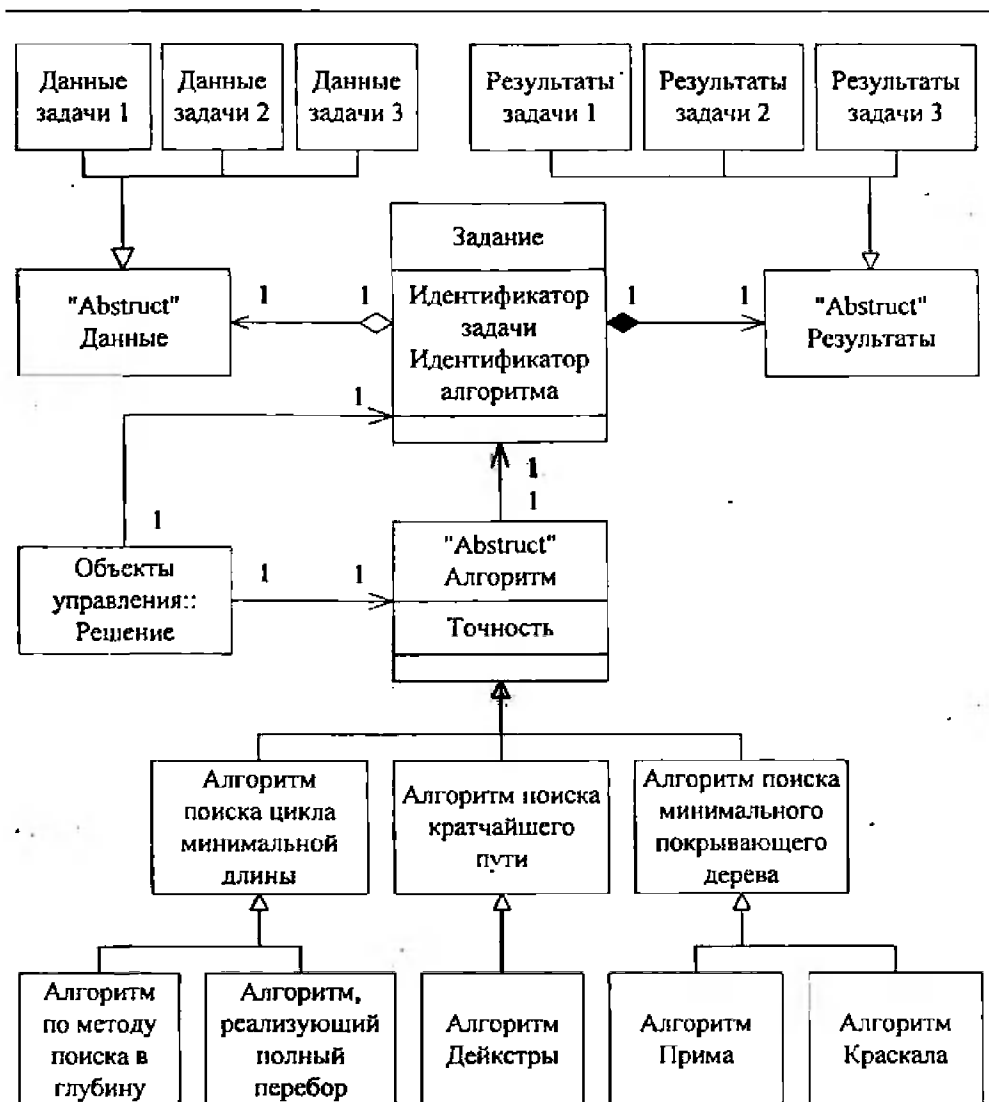 Данные
задачи 1
Данные
задачи 2
Данные
задачи 3
Результаты
задачи 1
Результаты
задачи 2
Результаты
задачи 3
Задание
Идентификатор
задачи
Идентификатор
алгоритма
"Abstruct"
Данные
1
1
1
1
"Abstruct"
Результаты
1
1
1
1
Объекты
управления::
Решение
1
1
"Abstruct"
Алгоритм
Точность
Алгоритм
поиска цикла
минимальной
длины
Алгоритм поиска
кратчайшего
пути
Алгоритм поиска
минимального
покрывающего
дерева
Алгоритм
по методу
поиска в
глубину
Алгоритм,
реализующий
полный
перебор
Алгоритм
Дейкстры
Алгоритм
Прима
Алгоритм
Краскала